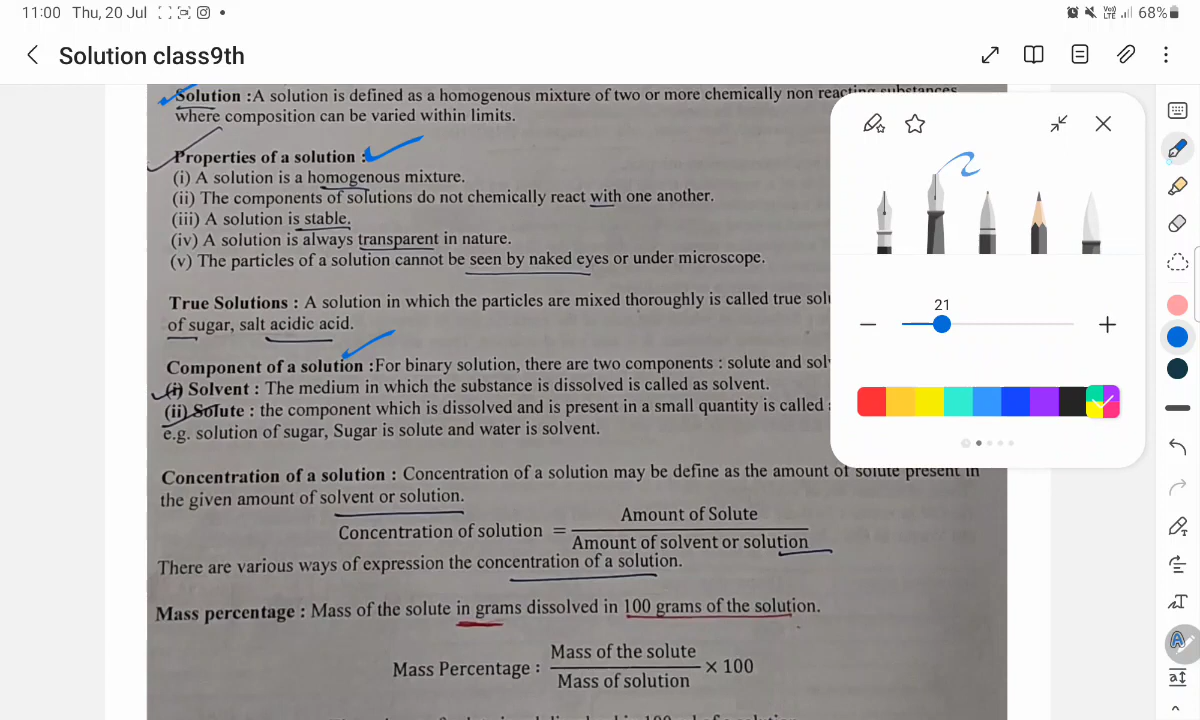 11:00 Thu, 20 Jul
VoD LTE 68%
Solution class9th
Solution :A solution is defined as a homogenous mixture of two or more chemically non reacting substances
where composition can be varied within limits.
Properties of a solution :
(i) A solution is a homogenous mixture.
(ii) The components of solutions do not chemically react with one another.
(iii) A solution is stable.
(iv) A solution is always transparent in nature.
(v) The particles of a solution cannot be seen by naked eyes or under microscope.
True Solutions : A solution in which the particles are mixed thoroughly is called true solu
of sugar, salt acidic acid.
Component of a solution :For binary solution, there are two components : solute and sol
(i) Solvent : The medium in which the substance is dissolved is called as solvent.
(ii) Solute : the component which is dissolved and is present in a small quantity is called
e.g. solution of sugar, Sugar is solute and water is solvent.
21
Concentration of a solution : Concentration of a solution may be define as the amount of solute present in
the given amount of solvent or solution.
Concentration of solution = Amount of Solute
Amount of solvent or solution
There are various ways of expression the concentration of a solution.
Mass percentage : Mass of the solute in grams dissolved in 100 grams of the solution.
Mass Percentage : Mass of the solute × 100
Mass of solution